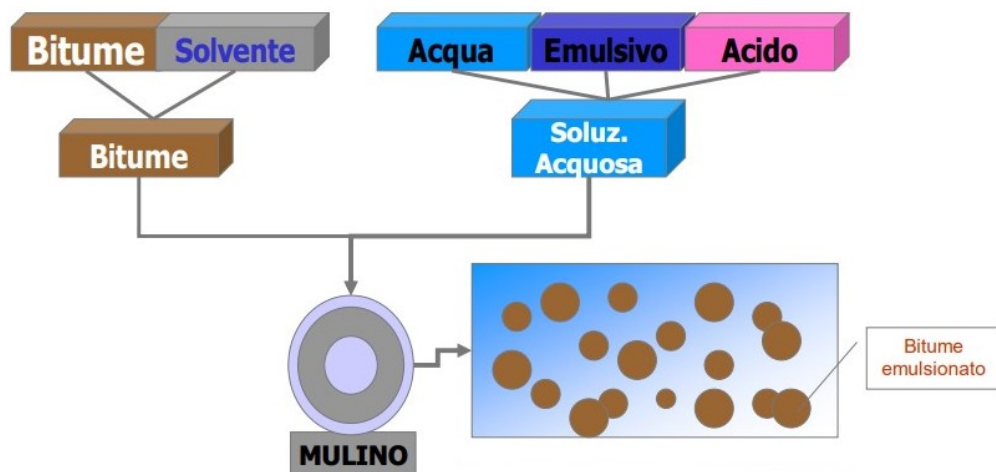 Bitume
Solvente
Acqua
Emulsivo
Acido
Bitume
Soluz.
Acquosa
Bitume
emulsionato
MULINO